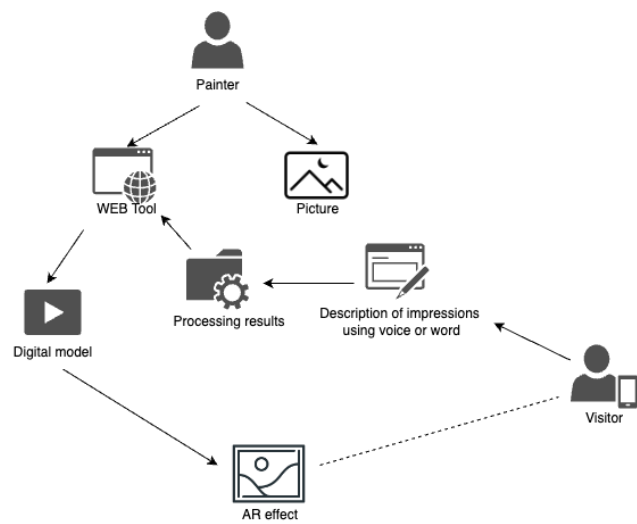 Painter
WEB Tool
Picture
Processing results
Description of impressions
using voice or word
Digital model
Visitor
AR effect